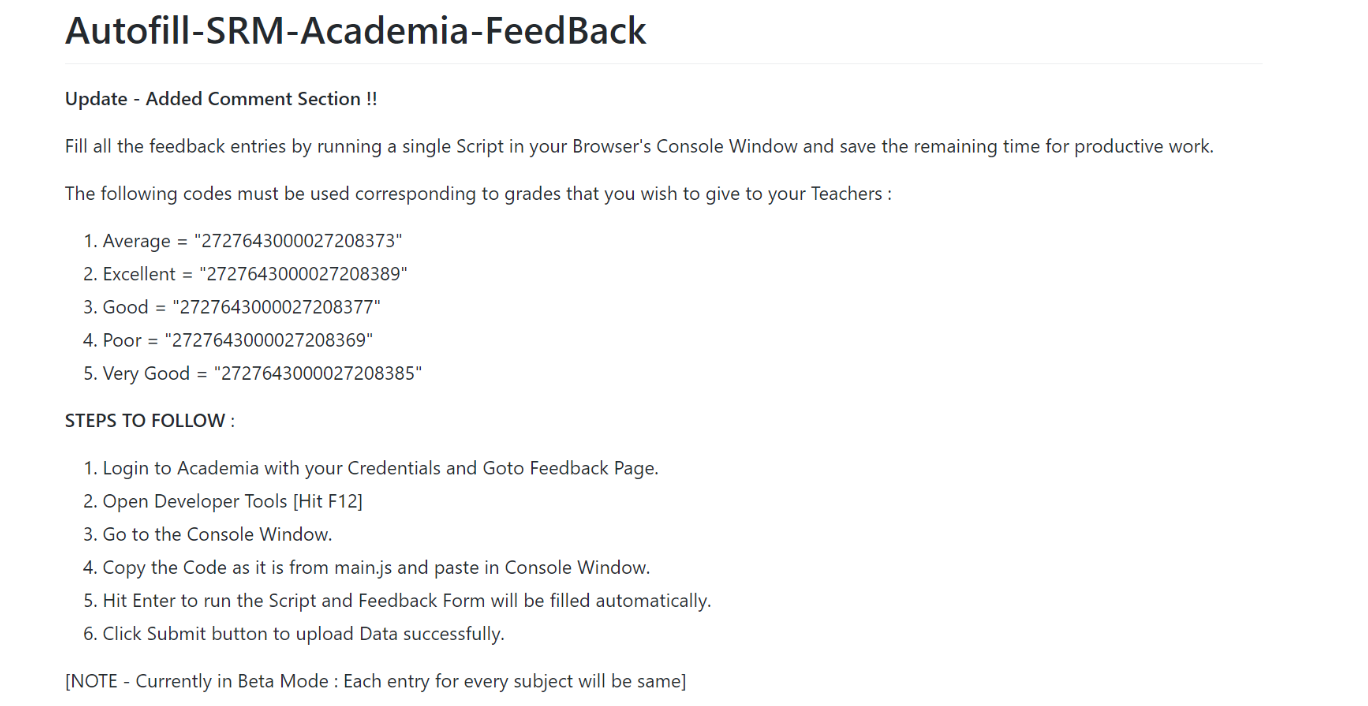 Autofill-SRM-Academia-FeedBack
Update - Added Comment Section !!
Fill all the feedback entries by running a single Script in your Browser's Console Window and save the remaining time for productive work.
The following codes must be used corresponding to grades that you wish to give to your Teachers :
1. Average = "2727643000027208373"
2. Excellent = "2727643000027208389"
3. Good = "2727643000027208377"
4. Poor = "2727643000027208369"
5. Very Good = "2727643000027208385"
STEPS TO FOLLOW :
1. Login to Academia with your Credentials and Goto Feedback Page.
2. Open Developer Tools [Hit F12]
3. Go to the Console Window.
4. Copy the Code as it is from main.js and paste in Console Window.
5. Hit Enter to run the Script and Feedback Form will be filled automatically.
6. Click Submit button to upload Data successfully.
[NOTE - Currently in Beta Mode : Each entry for every subject will be same]